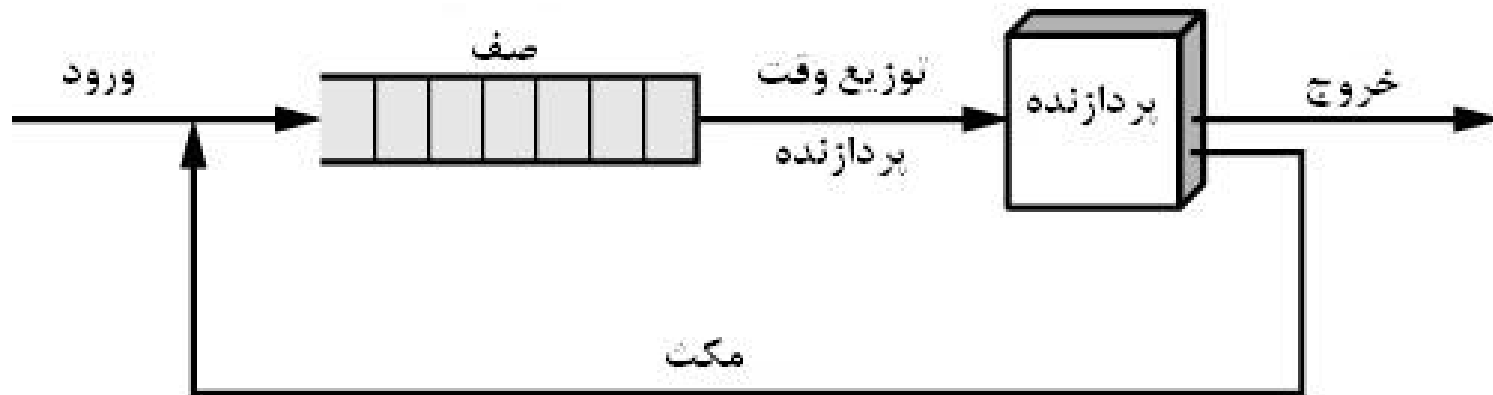 ورود
صف
توزیع وقت
پردازنده
پردازنده
خروج
مکث